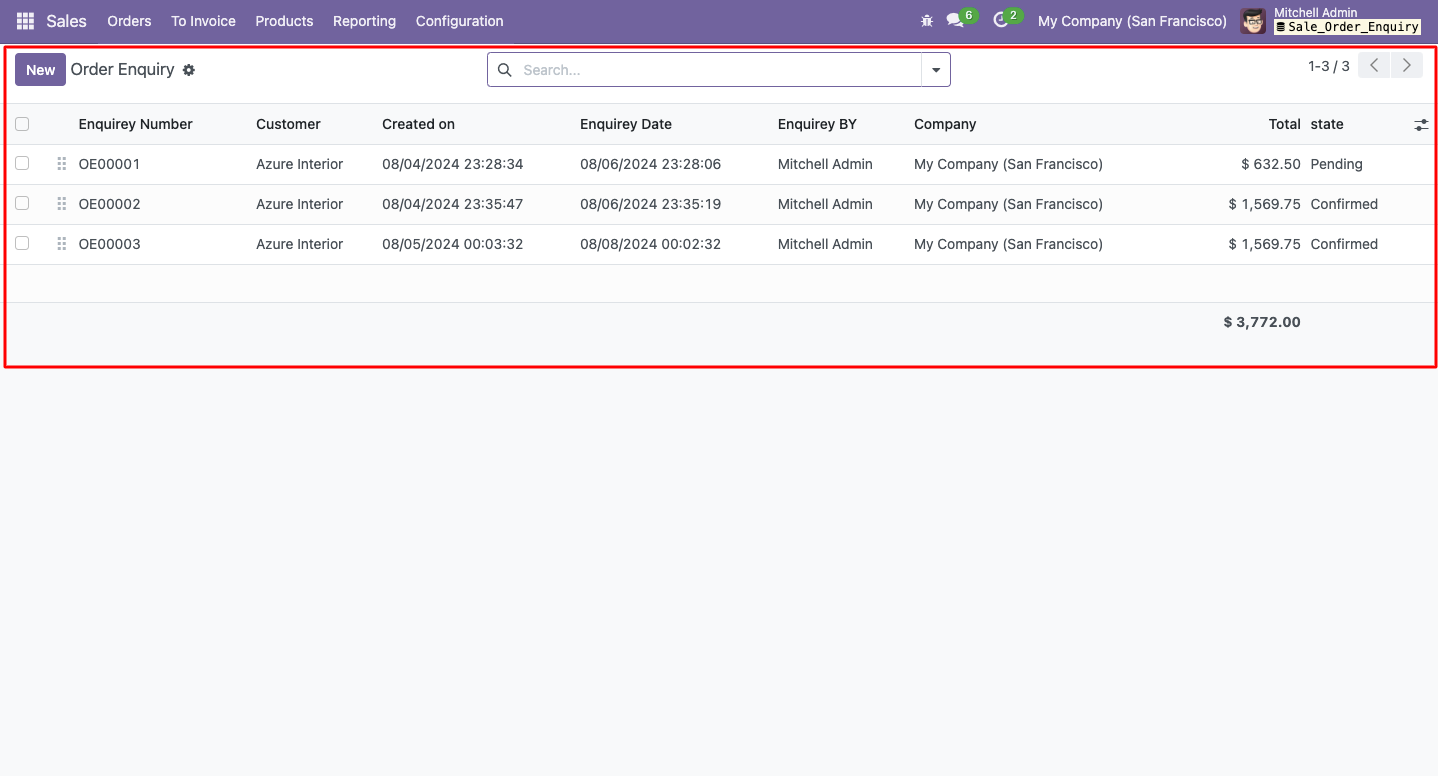 Sales Orders To Invoice Products Reporting Configuration 6 2 My Company (San Francisco) Mitchell Admin
Sale_Order_Enquiry
New Order Enquiry Search... 1-3 / 3
Enquirey Number Customer Created on Enquirey Date Enquirey BY Company Total state
OE00001 Azure Interior 08/04/2024 23:28:34 08/06/2024 23:28:06 Mitchell Admin My Company (San Francisco) $ 632.50 Pending
OE00002 Azure Interior 08/04/2024 23:35:47 08/06/2024 23:35:19 Mitchell Admin My Company (San Francisco) $ 1,569.75 Confirmed
OE00003 Azure Interior 08/05/2024 00:03:32 08/08/2024 00:02:32 Mitchell Admin My Company (San Francisco) $ 1,569.75 Confirmed
$ 3,772.00